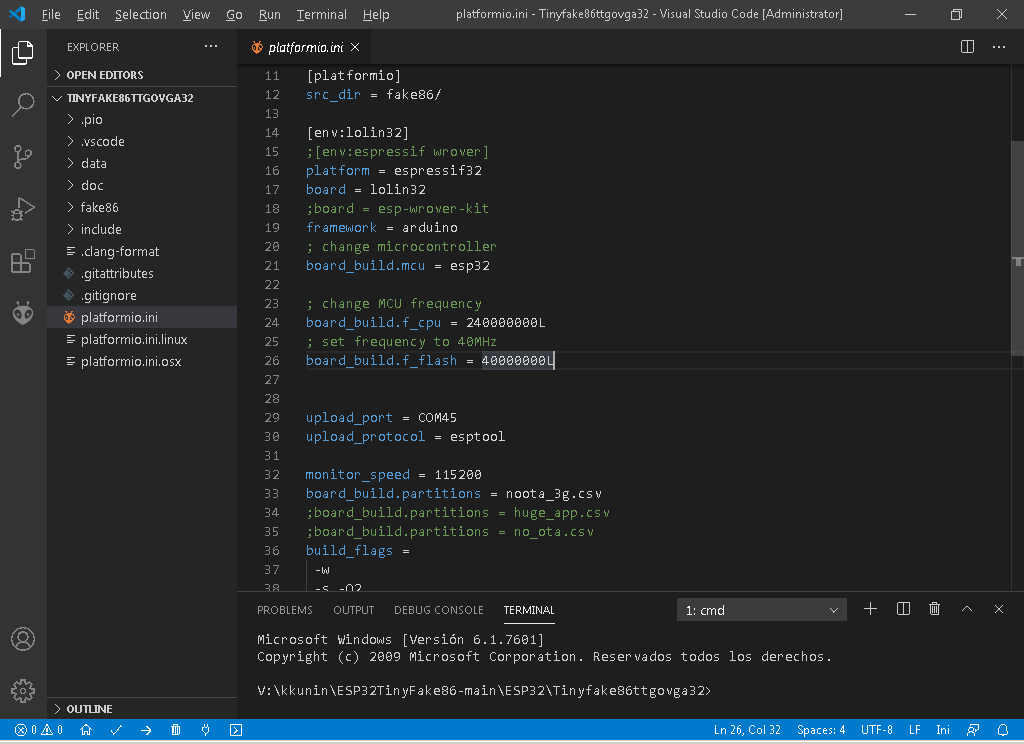 File Edit Selection View Go Run Terminal Help platformio.ini - Tinyfake86ttgovga32 - Visual Studio Code [Administrator]
EXPLORER
OPEN EDITORS
TINYFAKE86TTGOVGA32
.pio
.vscode
data
doc
fake86
include
.clang-format
.gitattributes
.gitignore
platformio.ini
platformio.ini.linux
platformio.ini.osx
OUTLINE
platformio.ini
11 [platformio]
12 src_dir = fake86/
13
14 [env:lolin32]
15 ;[env:espressif wrover]
16 platform = espressif32
17 board = lolin32
18 ;board = esp-wrover-kit
19 framework = arduino
20 ; change microcontroller
21 board_build.mcu = esp32
22
23 ; change MCU frequency
24 board_build.f_cpu = 240000000L
25 ; set frequency to 40MHz
26 board_build.f_flash = 40000000L
27
28
29 upload_port = COM45
30 upload_protocol = esptool
31
32 monitor_speed = 115200
33 board_build.partitions = noota_3g.csv
34 ;board_build.partitions = huge_app.csv
35 ;board_build.partitions = no_ota.csv
36 build_flags =
37 -w
38 -s -O2
PROBLEMS OUTPUT DEBUG CONSOLE TERMINAL 1: cmd
Microsoft Windows [Versión 6.1.7601]
Copyright (c) 2009 Microsoft Corporation. Reservados todos los derechos.
V:\kkunin\ESP32TinyFake86-main\ESP32\Tinyfake86ttgovga32>
0 0 Ln 26, Col 32 Spaces: 4 UTF-8 LF Ini